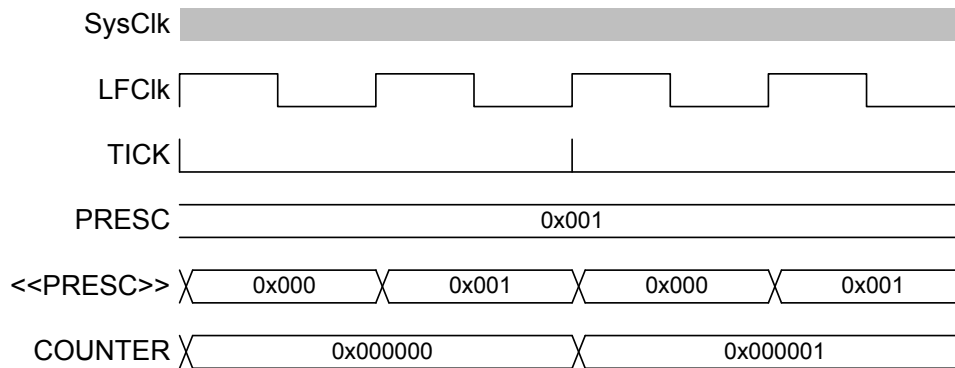 SysClk
LFClk
TICK
PRESC 0x001
<<PRESC>> 0x000 0x001 0x000 0x001
COUNTER 0x000000 0x000001